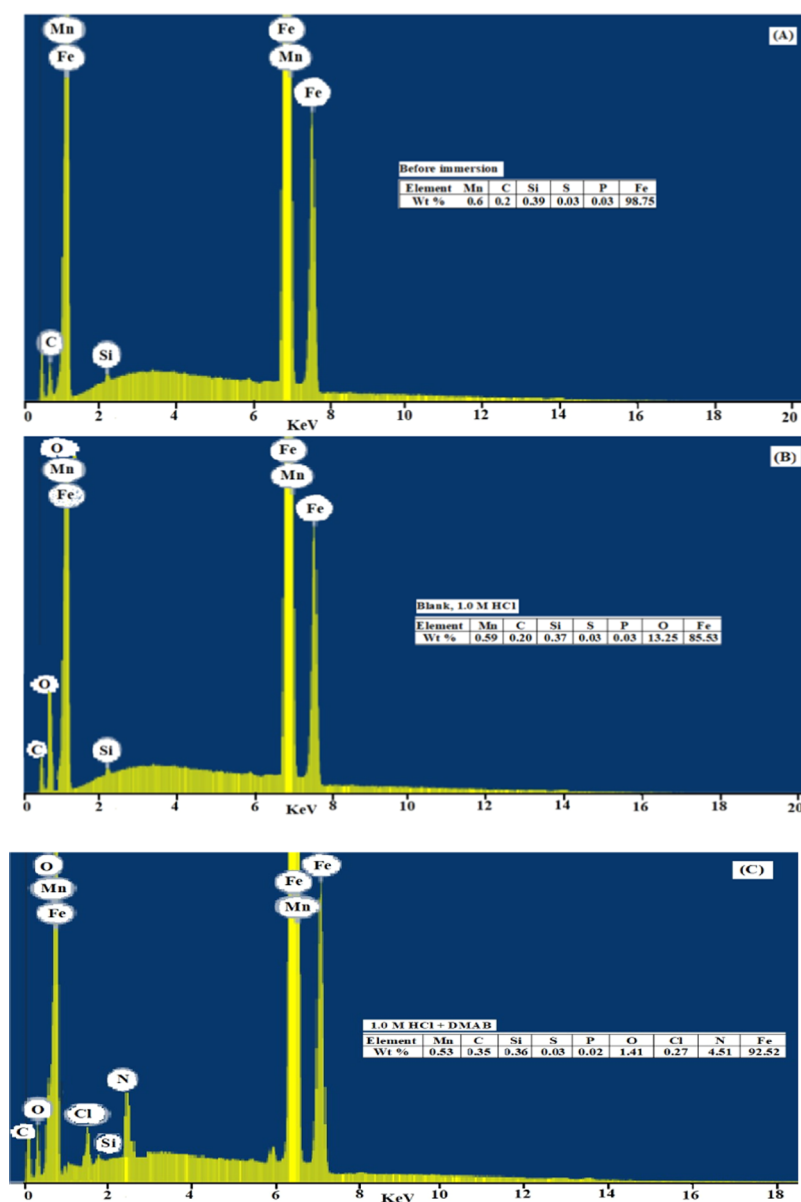 Mn
Fe
Fe
Mn
Fe
(A)
Before immersion
Element Mn C Si S P Fe
Wt % 0.6 0.2 0.39 0.03 0.03 98.75
C
Si
0 2 4 6 8 10 12 14 16 18 20
KeV
O
Mn
Fe
Fe
Mn
Fe
(B)
Blank, 1.0 M HCl
Element Mn C Si S P O Fe
Wt % 0.59 0.20 0.37 0.03 0.03 13.25 85.53
O
C
Si
0 2 4 6 8 10 12 14 16 18 20
KeV
O
Mn
Fe
Fe
Mn
Fe
(C)
1.0 M HCl + DMAB
Element Mn C Si S P O Cl N Fe
Wt % 0.53 0.35 0.36 0.03 0.02 1.41 0.27 4.51 92.52
N
O
Cl
C
Si
0 2 4 6 8 10 12 14 16 18
KeV